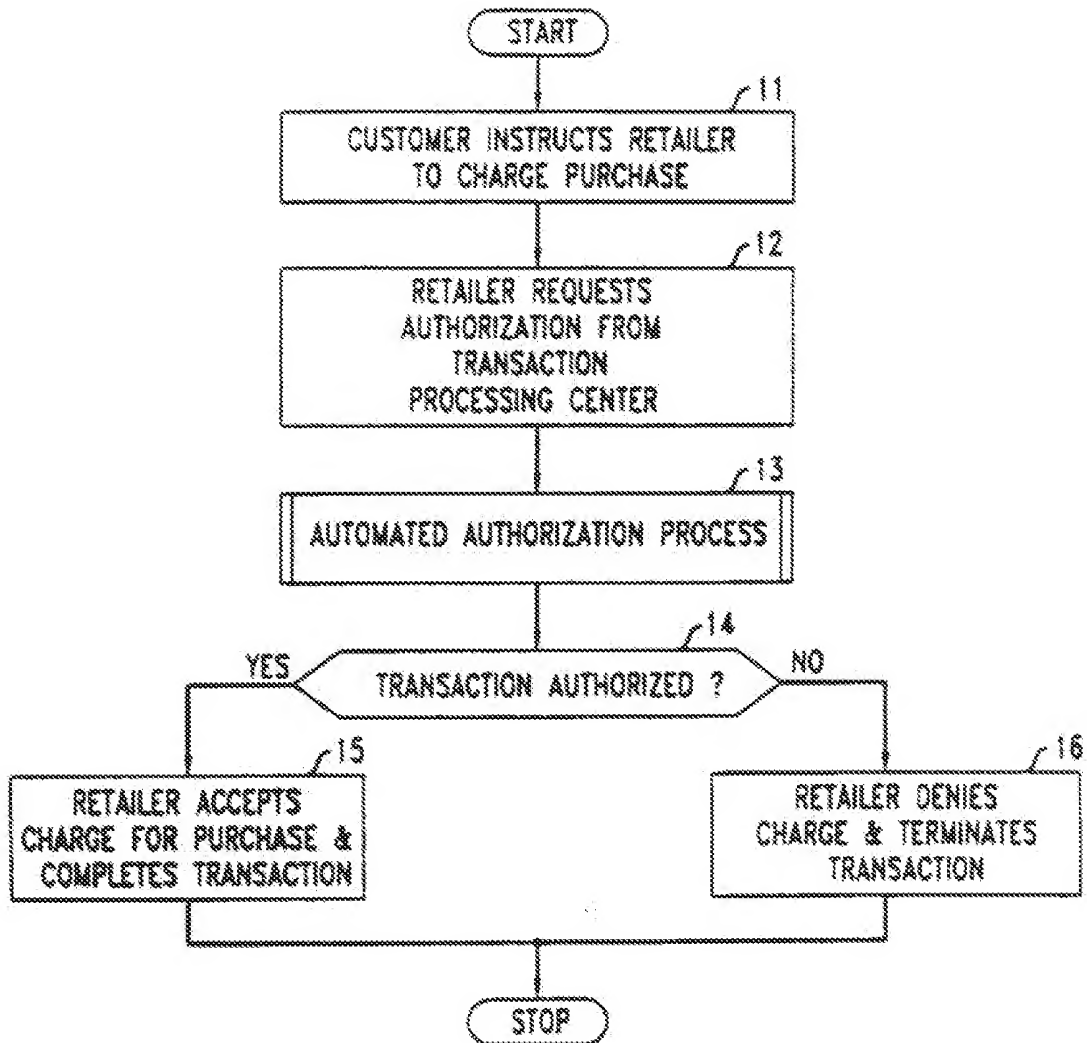 START
11
CUSTOMER INSTRUCTS RETAILER
TO CHARGE PURCHASE
12
RETAILER REQUESTS
AUTHORIZATION FROM
TRANSACTION
PROCESSING CENTER
13
AUTOMATED AUTHORIZATION PROCESS
14
YES
TRANSACTION AUTHORIZED ?
NO
15
RETAILER ACCEPTS
CHARGE FOR PURCHASE &
COMPLETES TRANSACTION
16
RETAILER DENIES
CHARGE & TERMINATES
TRANSACTION
STOP